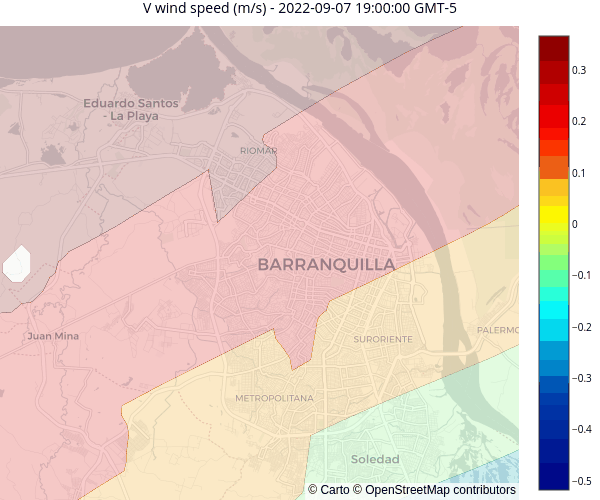 V wind speed (m/s) - 2022-09-07 19:00:00 GMT-5
Eduardo Santos
- La Playa
RIOMAR
BARRANQUILLA
Juan Mina
SURORIENTE
PALERMO
METROPOLITANA
Soledad
© Carto © OpenStreetMap contributors
0.3
0.2
0.1
0
−0.1
−0.2
−0.3
−0.4
−0.5